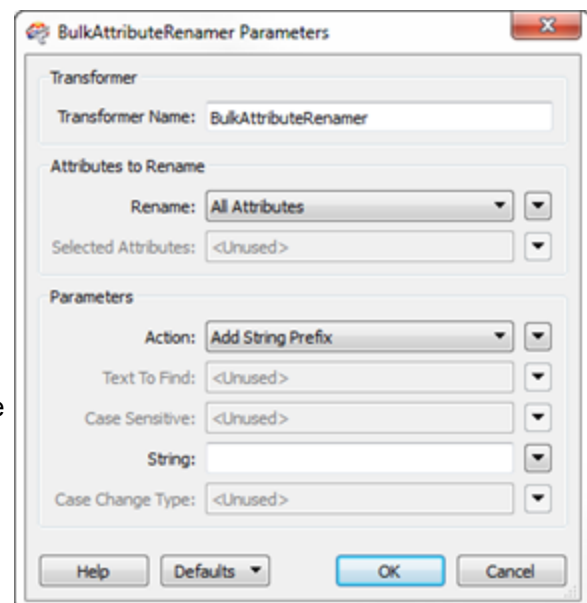 BulkAttributeRenamer Parameters
Transformer
Transformer Name: BulkAttributeRenamer
Attributes to Rename
Rename: All Attributes
Selected Attributes: <Unused>
Parameters
Action: Add String Prefix
Text To Find: <Unused>
e
Case Sensitive: <Unused>
String:
Case Change Type: <Unused>
Help Defaults OK Cancel